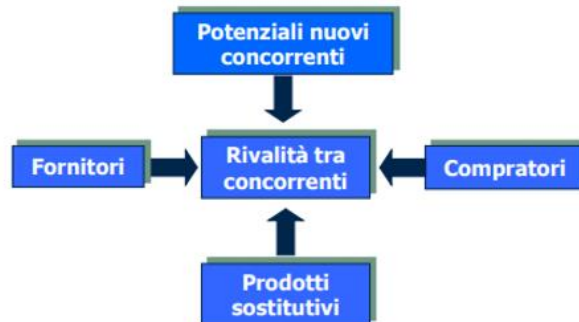 Potenziali nuovi
concorrenti
Fornitori
Rivalità tra
concorrenti
Compratori
Prodotti
sostitutivi